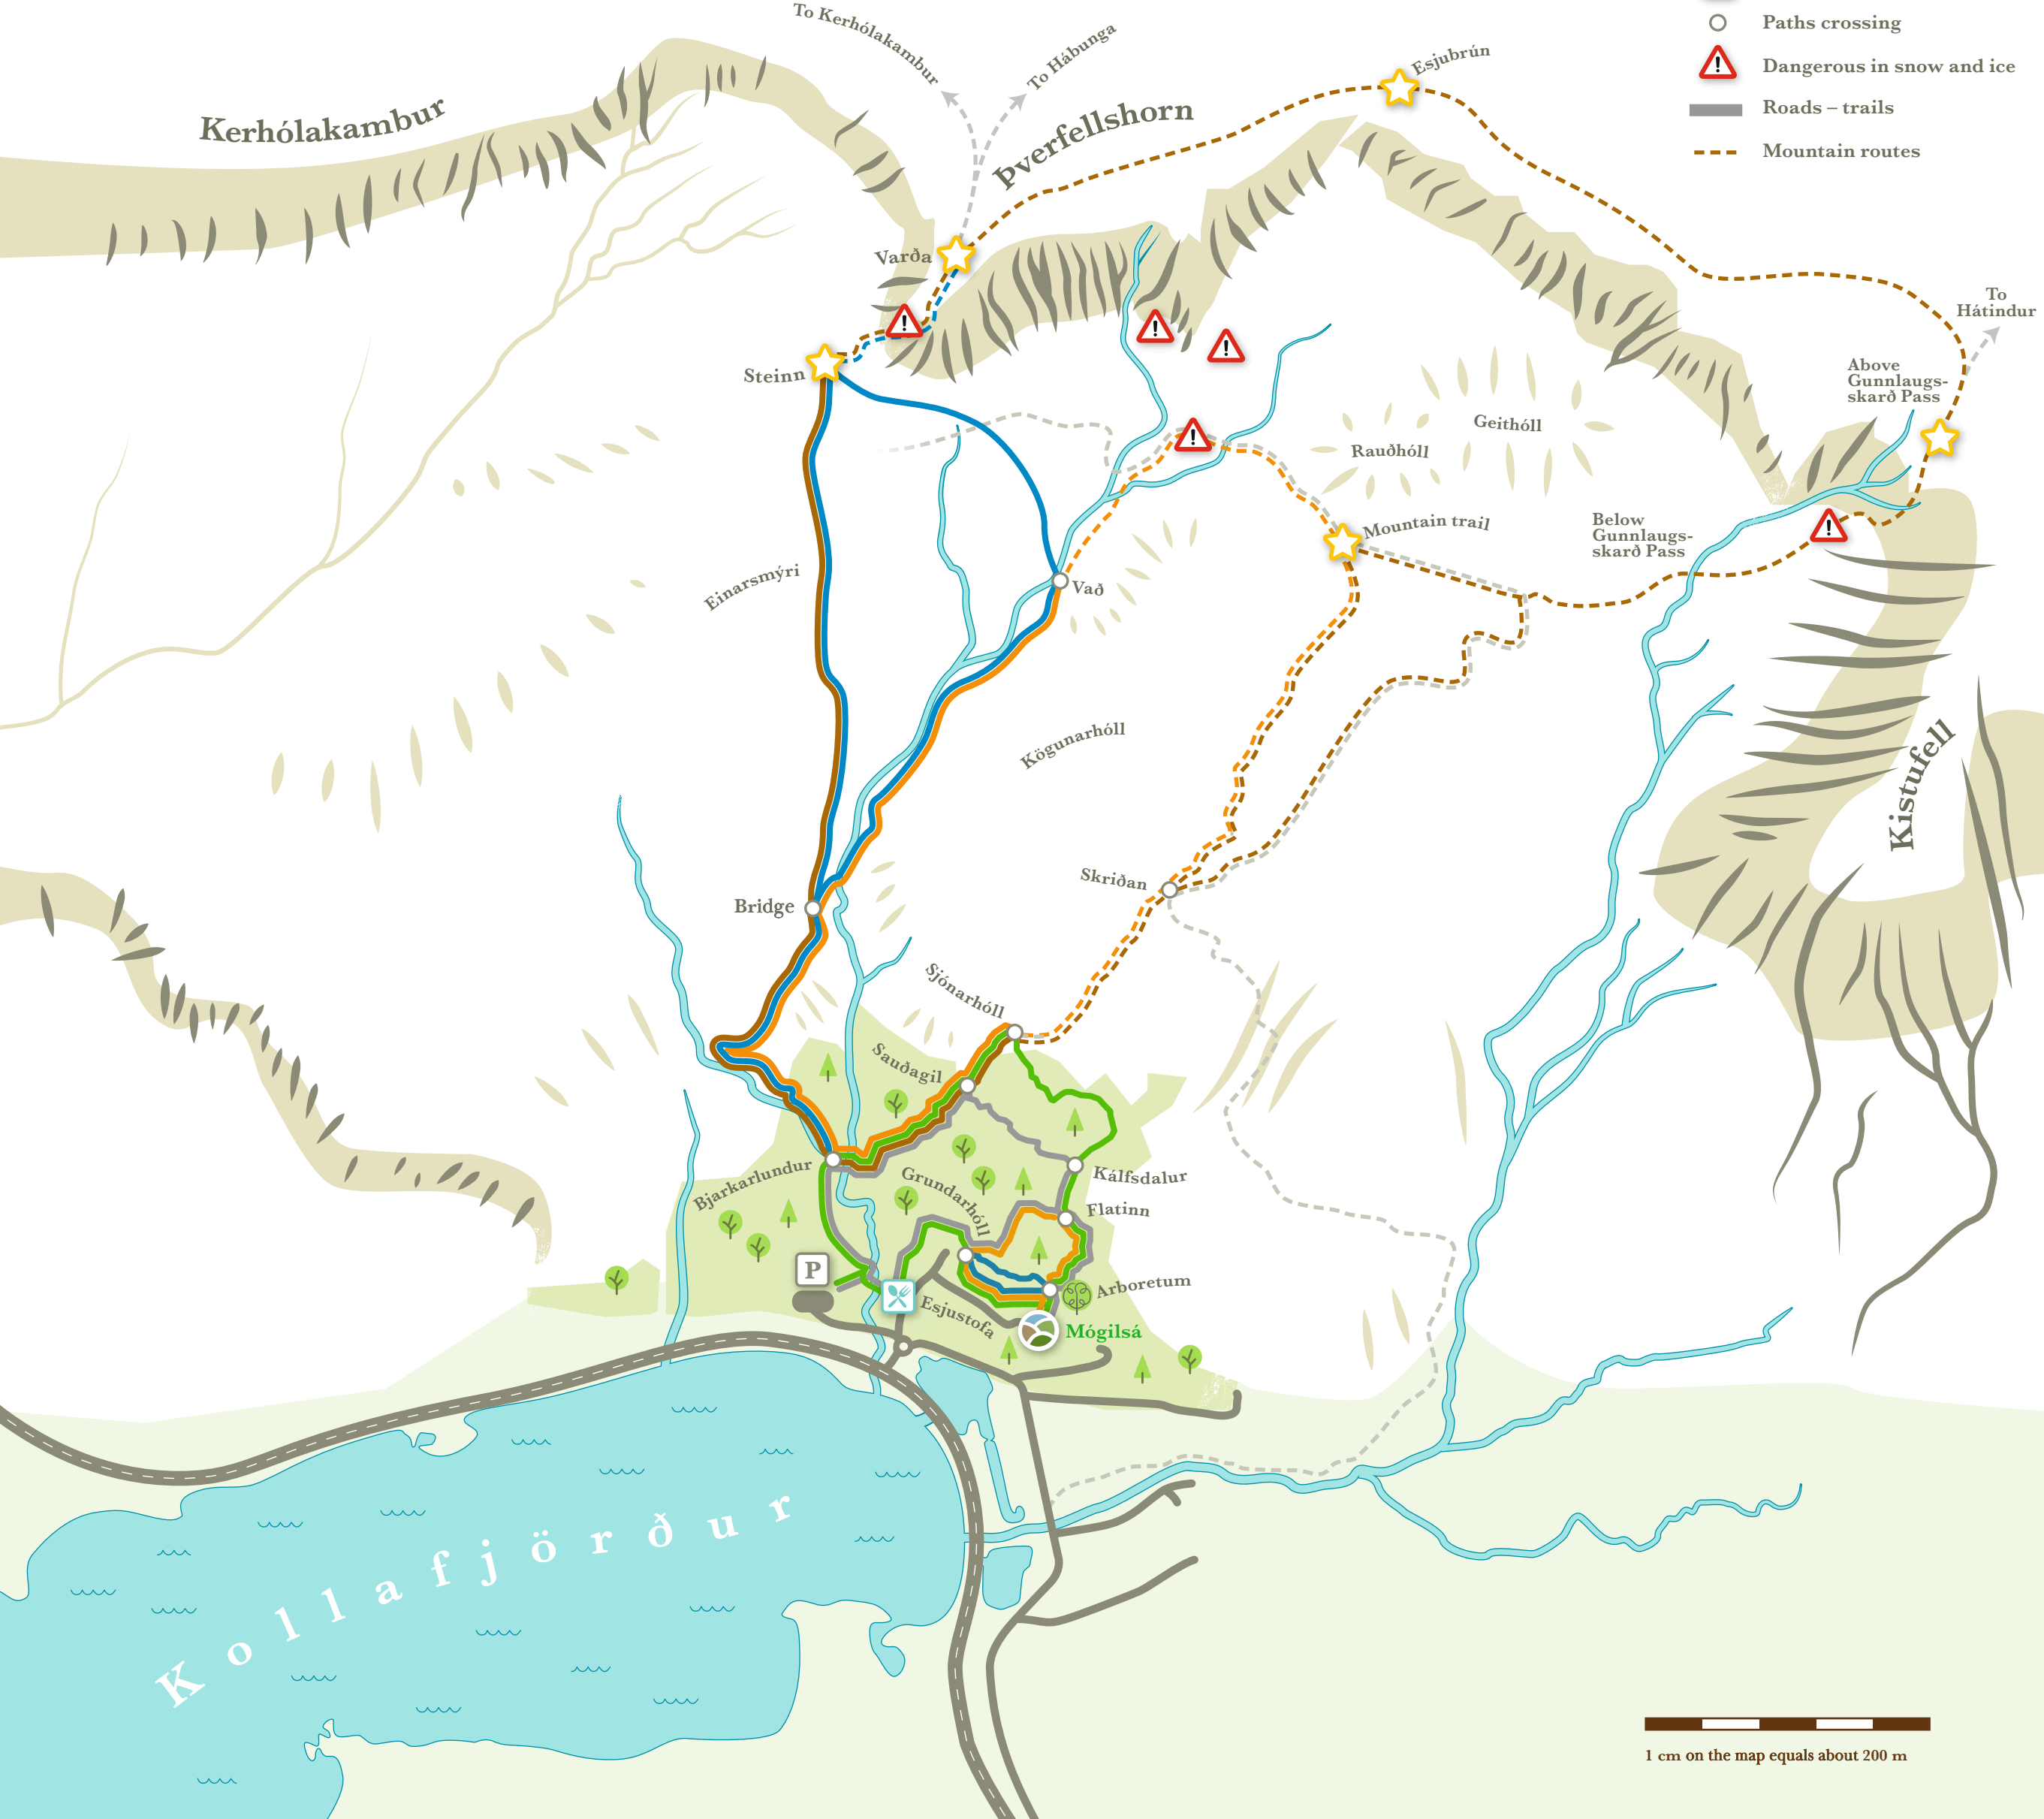 To Kerhólakambur
To Hábunga
Esjubrún
Paths crossing
Dangerous in snow and ice
Roads – trails
Mountain routes
Kerhólakambur
Þverfellshorn
Varða
To
Hátindur
Steinn
Above
Gunnlaugs-
skarð Pass
Geithóll
Rauðhóll
Mountain trail
Below
Gunnlaugs-
skarð Pass
Einarsmýri
Vað
Kögunarhóll
Kistufell
Skriðan
Bridge
Sjónarhóll
Sauðagil
Bjarkarlundur
Grundarhóll
Kálfsdalur
Flatinn
P
Arboretum
Esjustofa
Mógilsá
Kollafjörður
1 cm on the map equals about 200 m